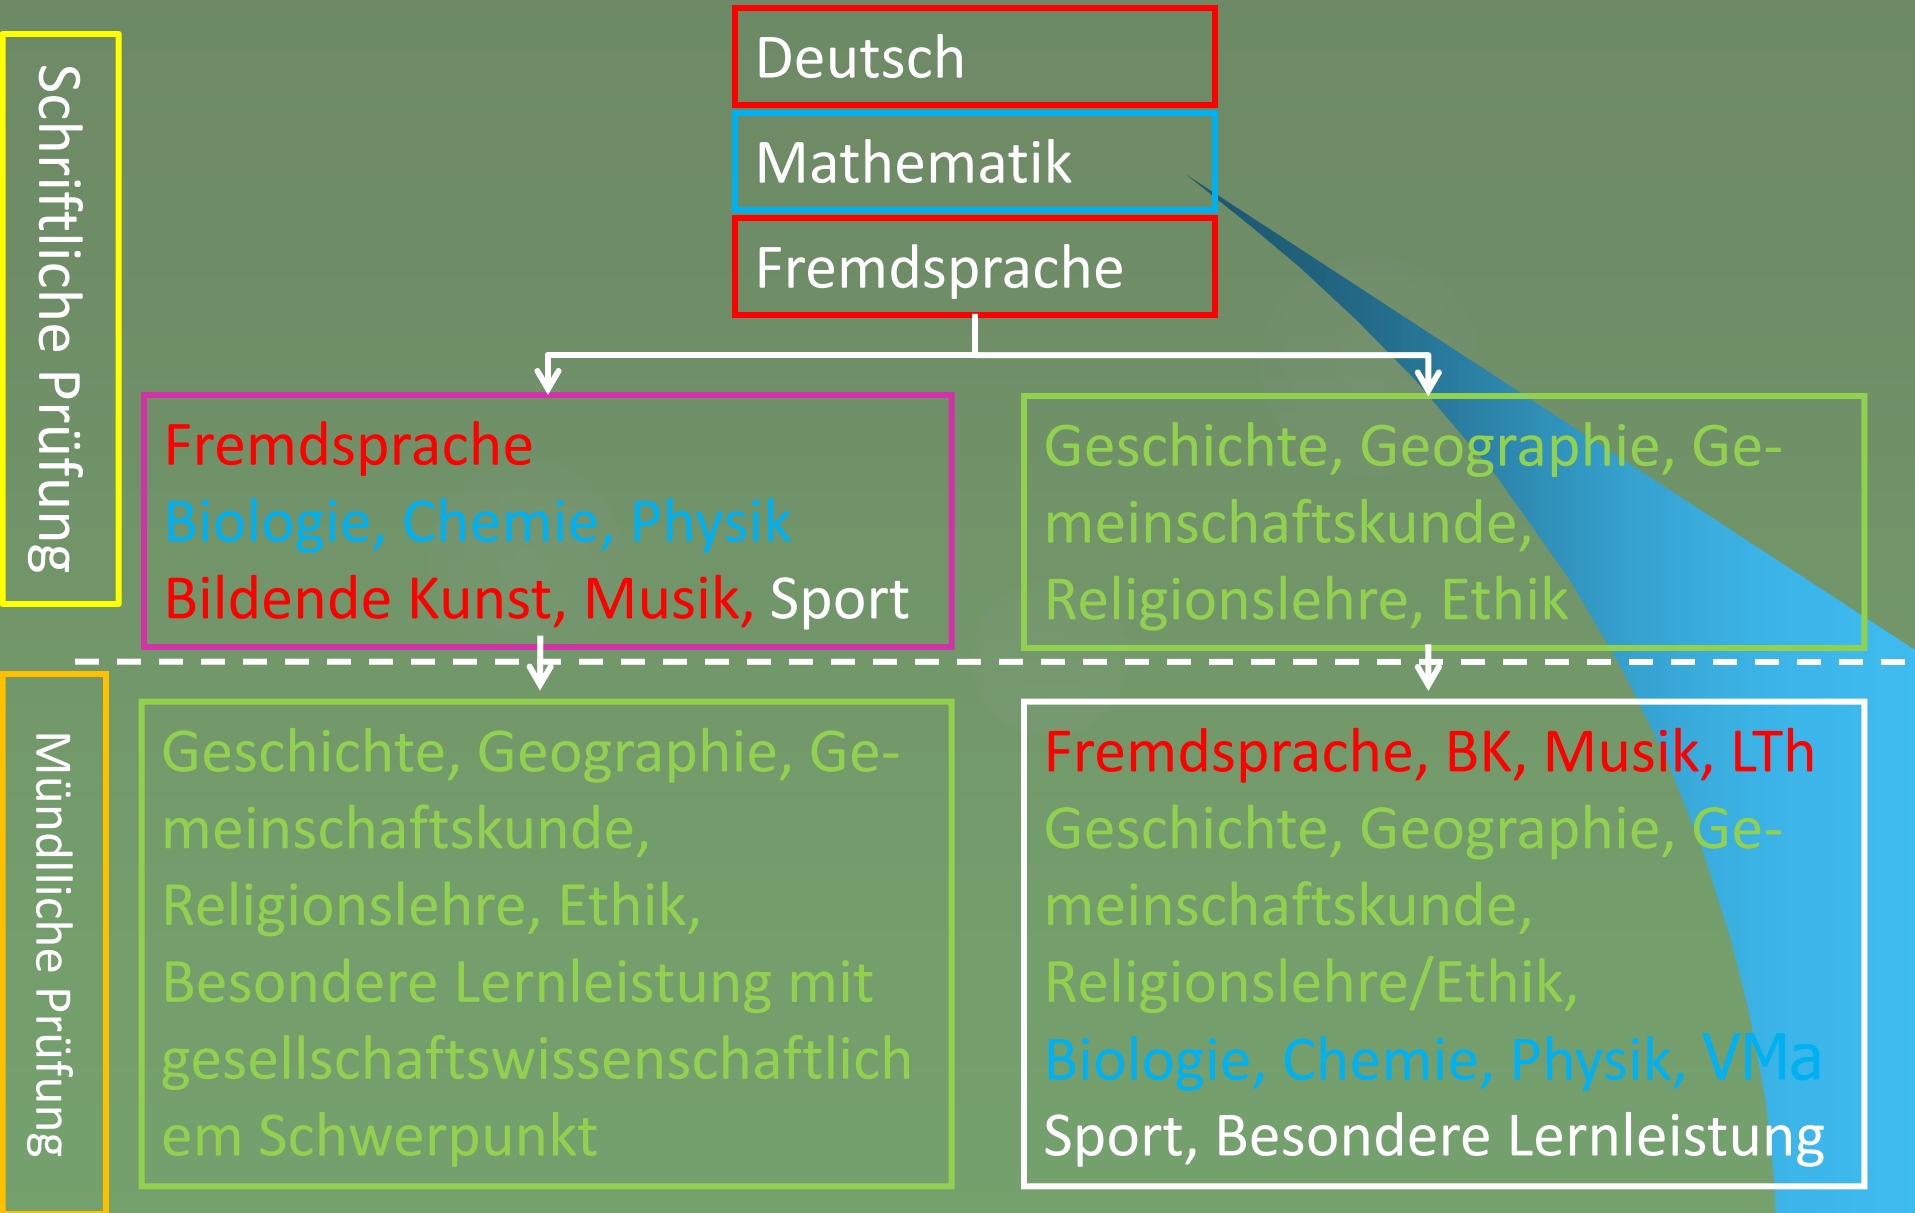 Schriftliche Prüfung
Deutsch
Mathematik
Fremdsprache
Fremdsprache
Biologie, Chemie, Physik
Bildende Kunst, Musik, Sport
Geschichte, Geographie, Ge-
meinschaftskunde,
Religionslehre, Ethik
Mündlliche Prüfung
Geschichte, Geographie, Ge-
meinschaftskunde,
Religionslehre, Ethik,
Besondere Lernleistung mit
gesellschaftswissenschaftlich
em Schwerpunkt
Fremdsprache, BK, Musik, LTh
Geschichte, Geographie, Ge-
meinschaftskunde,
Religionslehre/Ethik,
Biologie, Chemie, Physik, VMa
Sport, Besondere Lernleistung